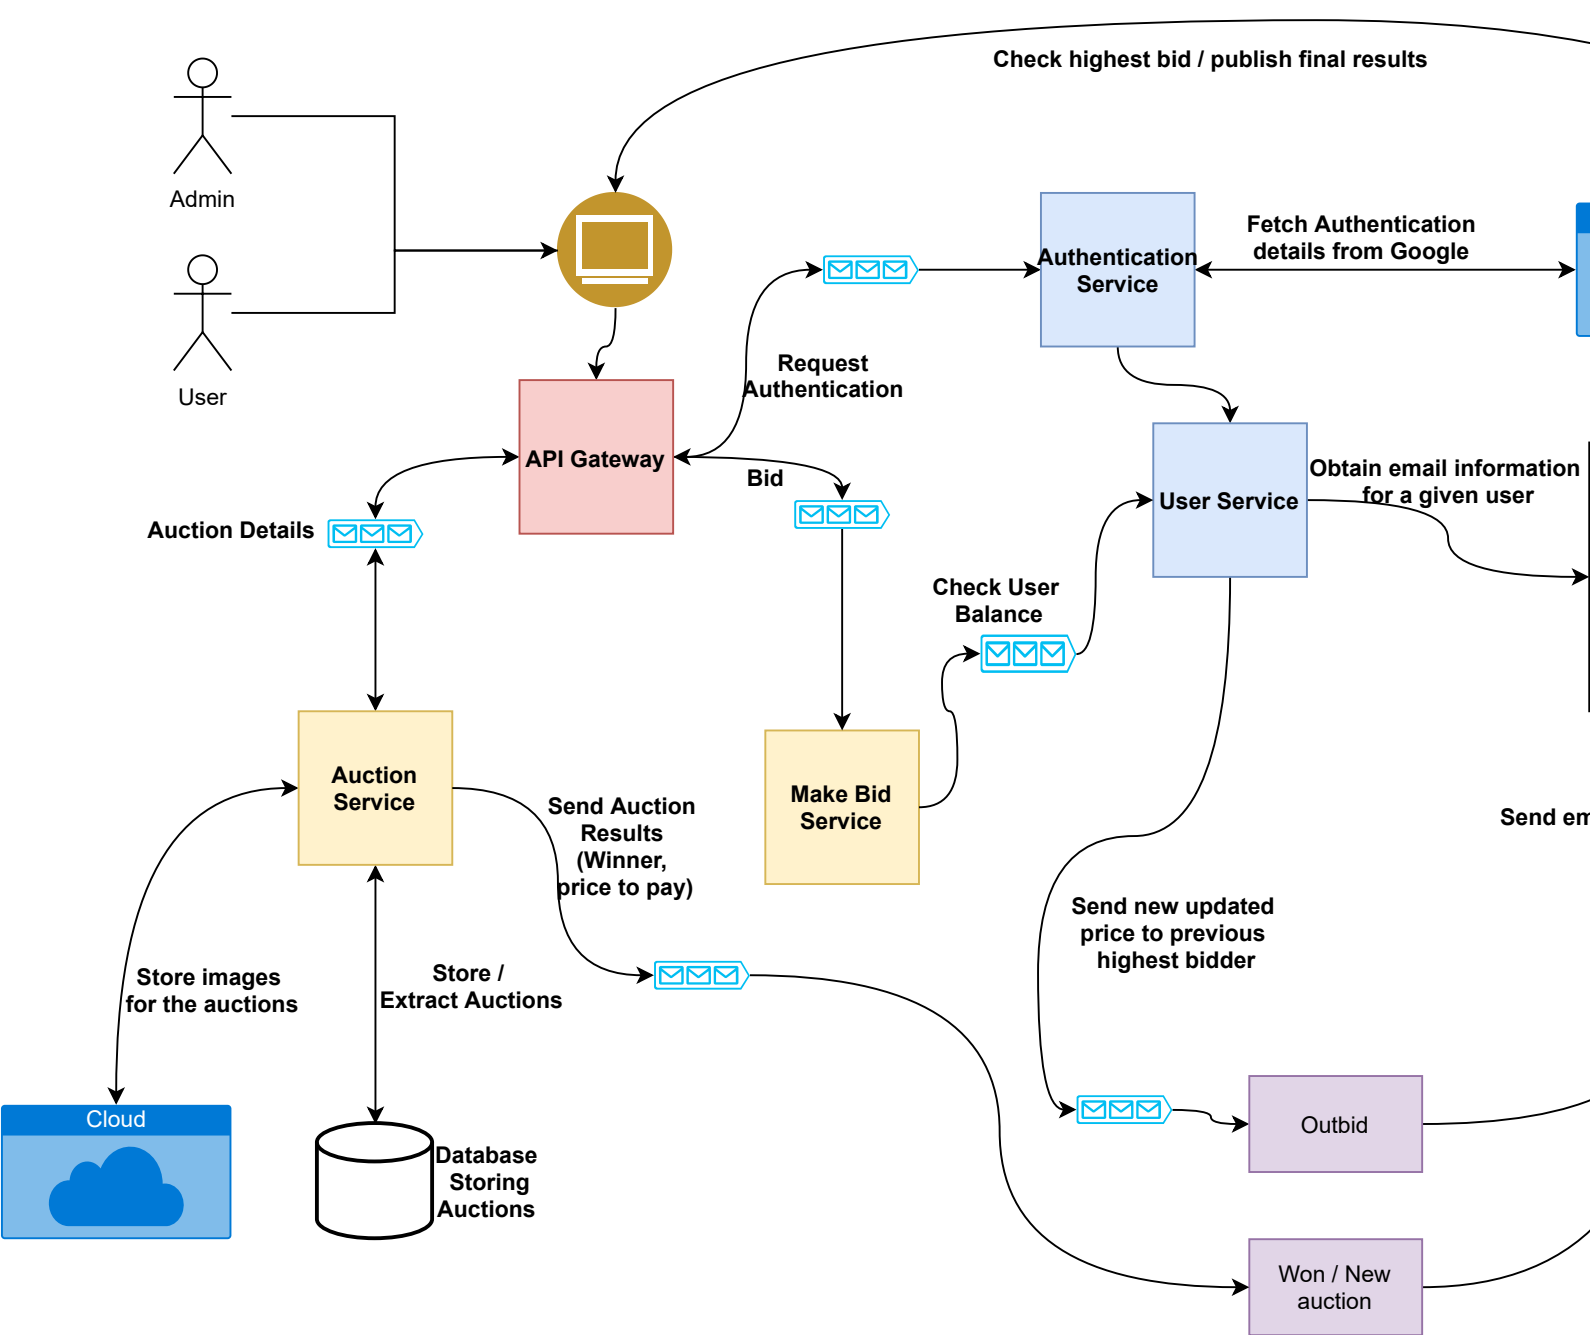 Check highest bid / publish final results
Admin
Fetch Authentication
details from Google
Authentication
Service
Request
Authentication
User
API Gateway
Bid
Obtain email information
for a given user
User Service
Auction Details
Check User
Balance
Auction
Service
Make Bid
Service
Send Auction
Results
(Winner,
price to pay)
Send em
Send new updated
price to previous
highest bidder
Store images
for the auctions
Store /
Extract Auctions
Cloud
Outbid
Database
Storing
Auctions
Won / New
auction